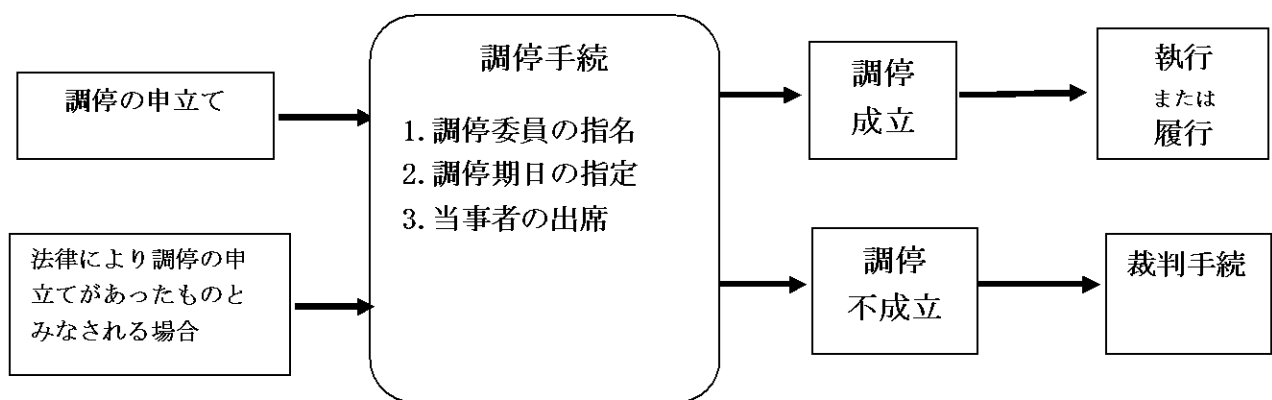 調停の申立て
法律により調停の申
立てがあったものと
みなされる場合
調停手続
1. 調停委員の指名
2. 調停期日の指定
3. 当事者の出席
調停
成立
執行
または
履行
調停
不成立
裁判手続